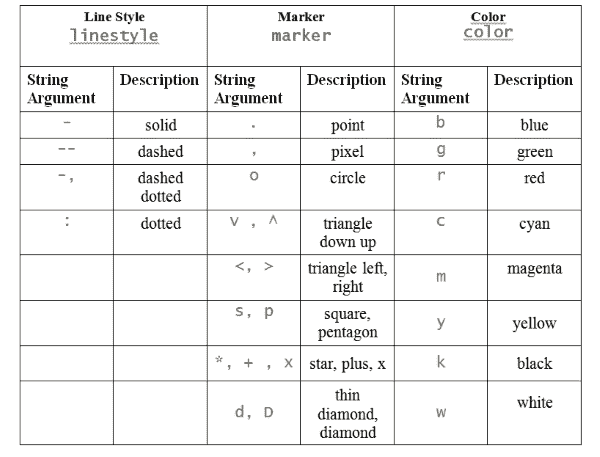 Line Style Marker Color
linestyle marker color
String Argument Description String Argument Description String Argument Description
- solid . point b blue
-- dashed , pixel g green
-, dashed dotted o circle r red
: dotted v , ^ triangle down up c cyan
<, > triangle left, right m magenta
s, p square, pentagon y yellow
*, + , x star, plus, x k black
d, D thin diamond, diamond w white